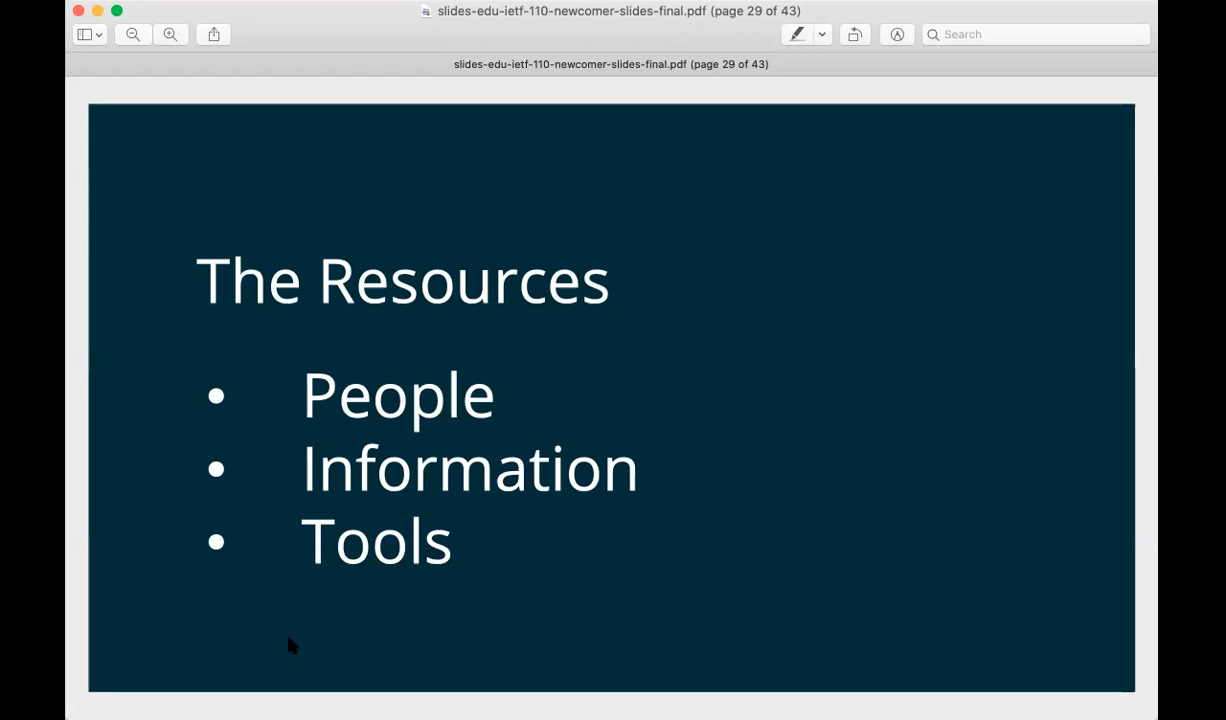 slides-edu-ietf-110-newcomer-slides-final.pdf (page 29 of 43)
Search
slides-edu-ietf-110-newcomer-slides-final.pdf (page 29 of 43)
The Resources
• People
• Information
• Tools